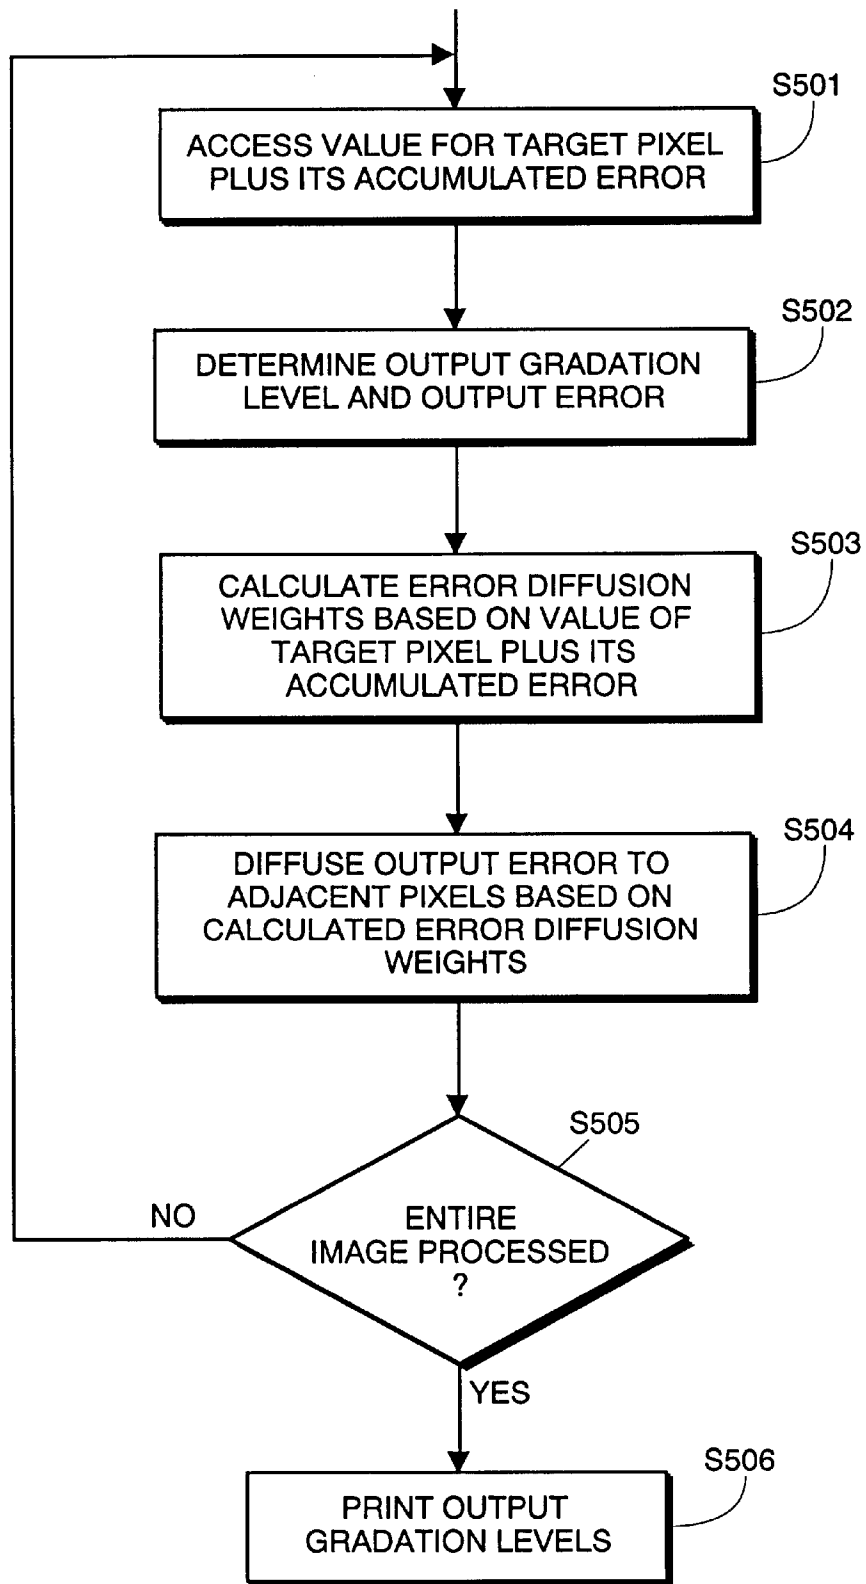 S501
ACCESS VALUE FOR TARGET PIXEL
PLUS ITS ACCUMULATED ERROR
S502
DETERMINE OUTPUT GRADATION
LEVEL AND OUTPUT ERROR
S503
CALCULATE ERROR DIFFUSION
WEIGHTS BASED ON VALUE OF
TARGET PIXEL PLUS ITS
ACCUMULATED ERROR
S504
DIFFUSE OUTPUT ERROR TO
ADJACENT PIXELS BASED ON
CALCULATED ERROR DIFFUSION
WEIGHTS
S505
NO
ENTIRE
IMAGE PROCESSED
?
YES
S506
PRINT OUTPUT
GRADATION LEVELS